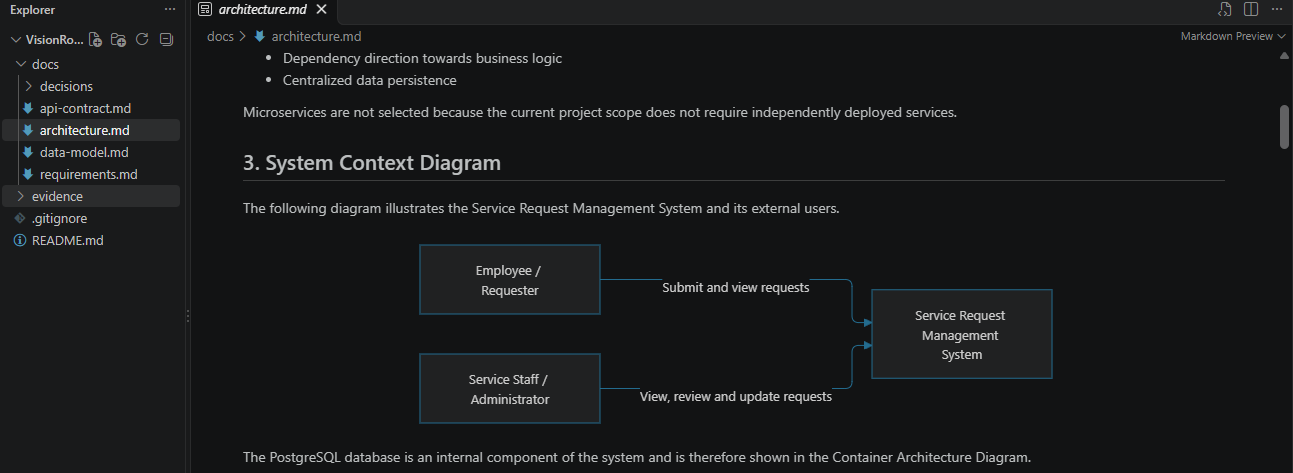 Explorer
VisionRo...
docs
decisions
api-contract.md
architecture.md
data-model.md
requirements.md
evidence
.gitignore
README.md
architecture.md
docs > architecture.md
Markdown Preview
• Dependency direction towards business logic
• Centralized data persistence
Microservices are not selected because the current project scope does not require independently deployed services.
3. System Context Diagram
The following diagram illustrates the Service Request Management System and its external users.
Employee /
Requester
Submit and view requests
Service Request
Management
System
Service Staff /
Administrator
View, review and update requests
The PostgreSQL database is an internal component of the system and is therefore shown in the Container Architecture Diagram.